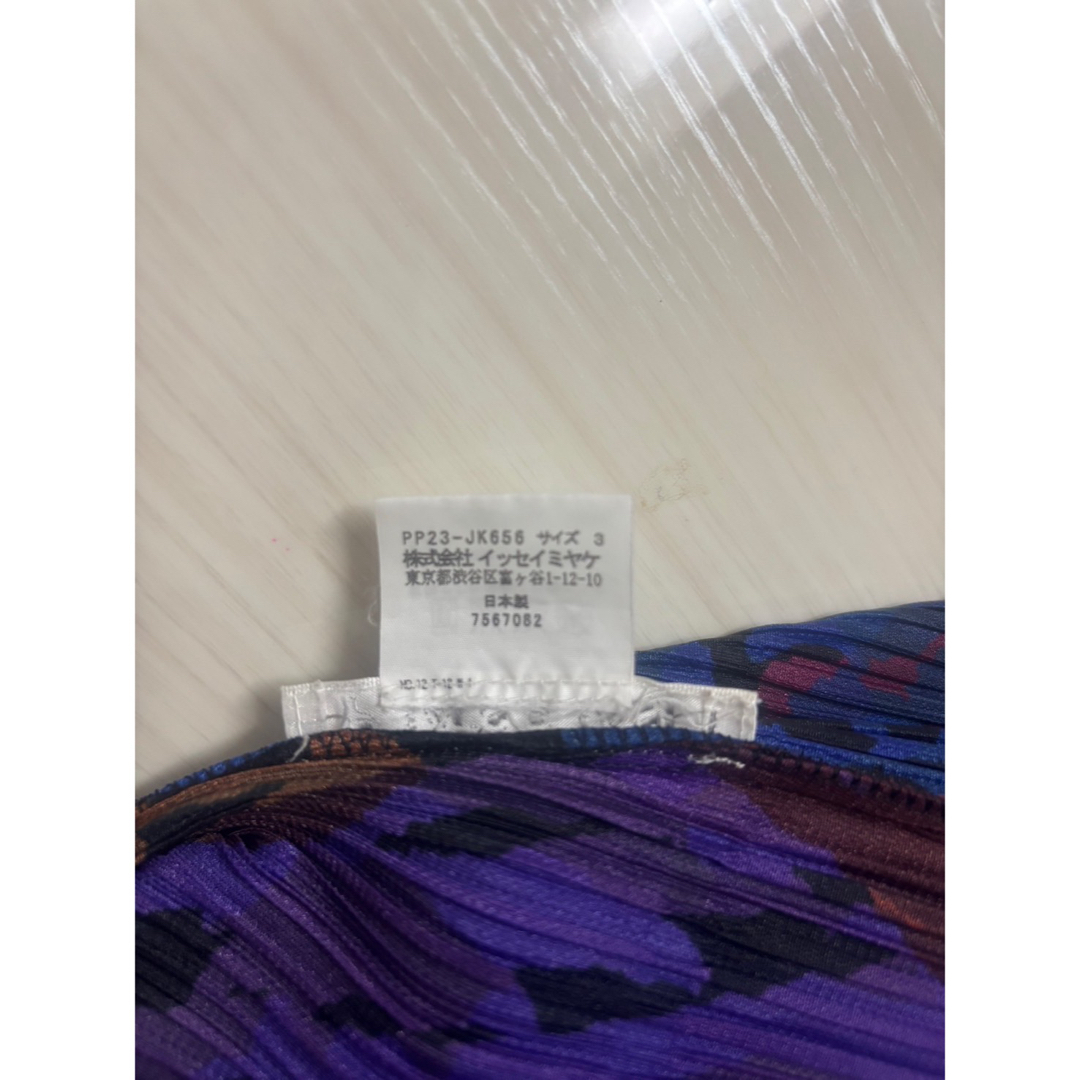 PP23-JK656 サイズ 3
株式会社 イッセイミヤケ
東京都渋谷区富ヶ谷1-12-10
日本製
7567082